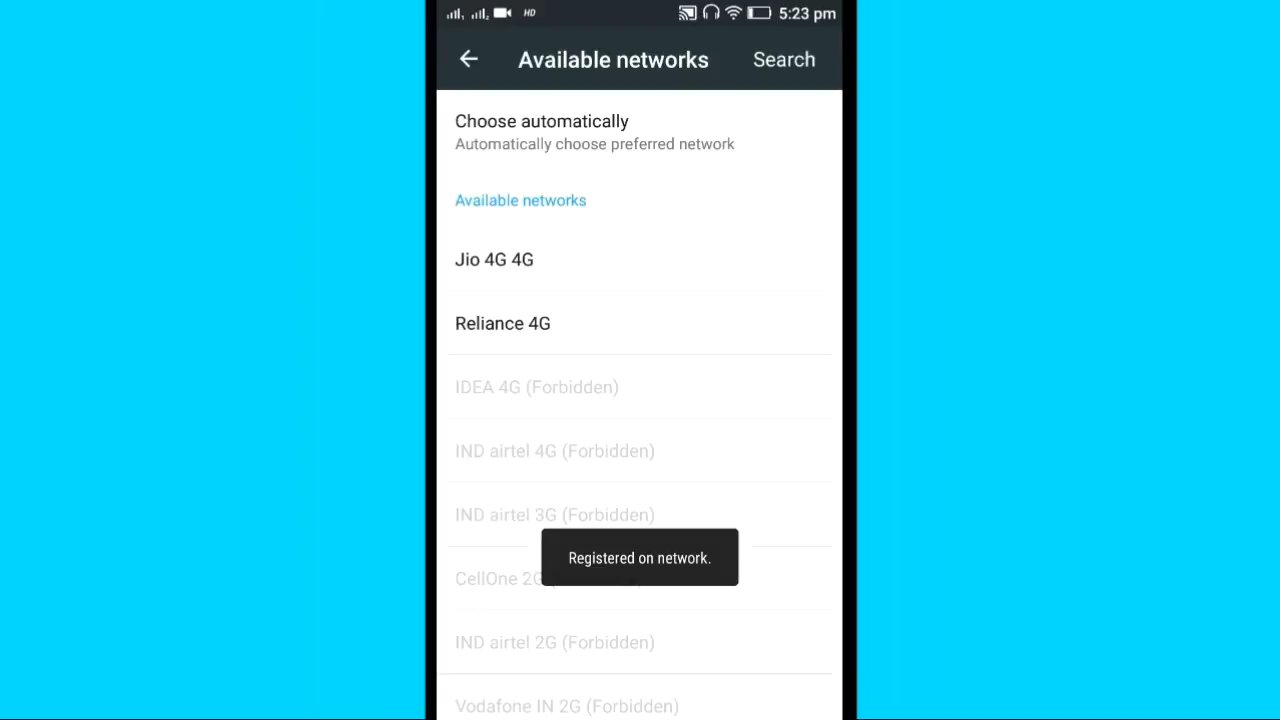 HD 5:23 pm
Available networks Search
Choose automatically
Automatically choose preferred network
Available networks
Jio 4G 4G
Reliance 4G
IDEA 4G (Forbidden)
IND airtel 4G (Forbidden)
IND airtel 3G (Forbidden)
Registered on network.
CellOne 2G
IND airtel 2G (Forbidden)
Vodafone IN 2G (Forbidden)